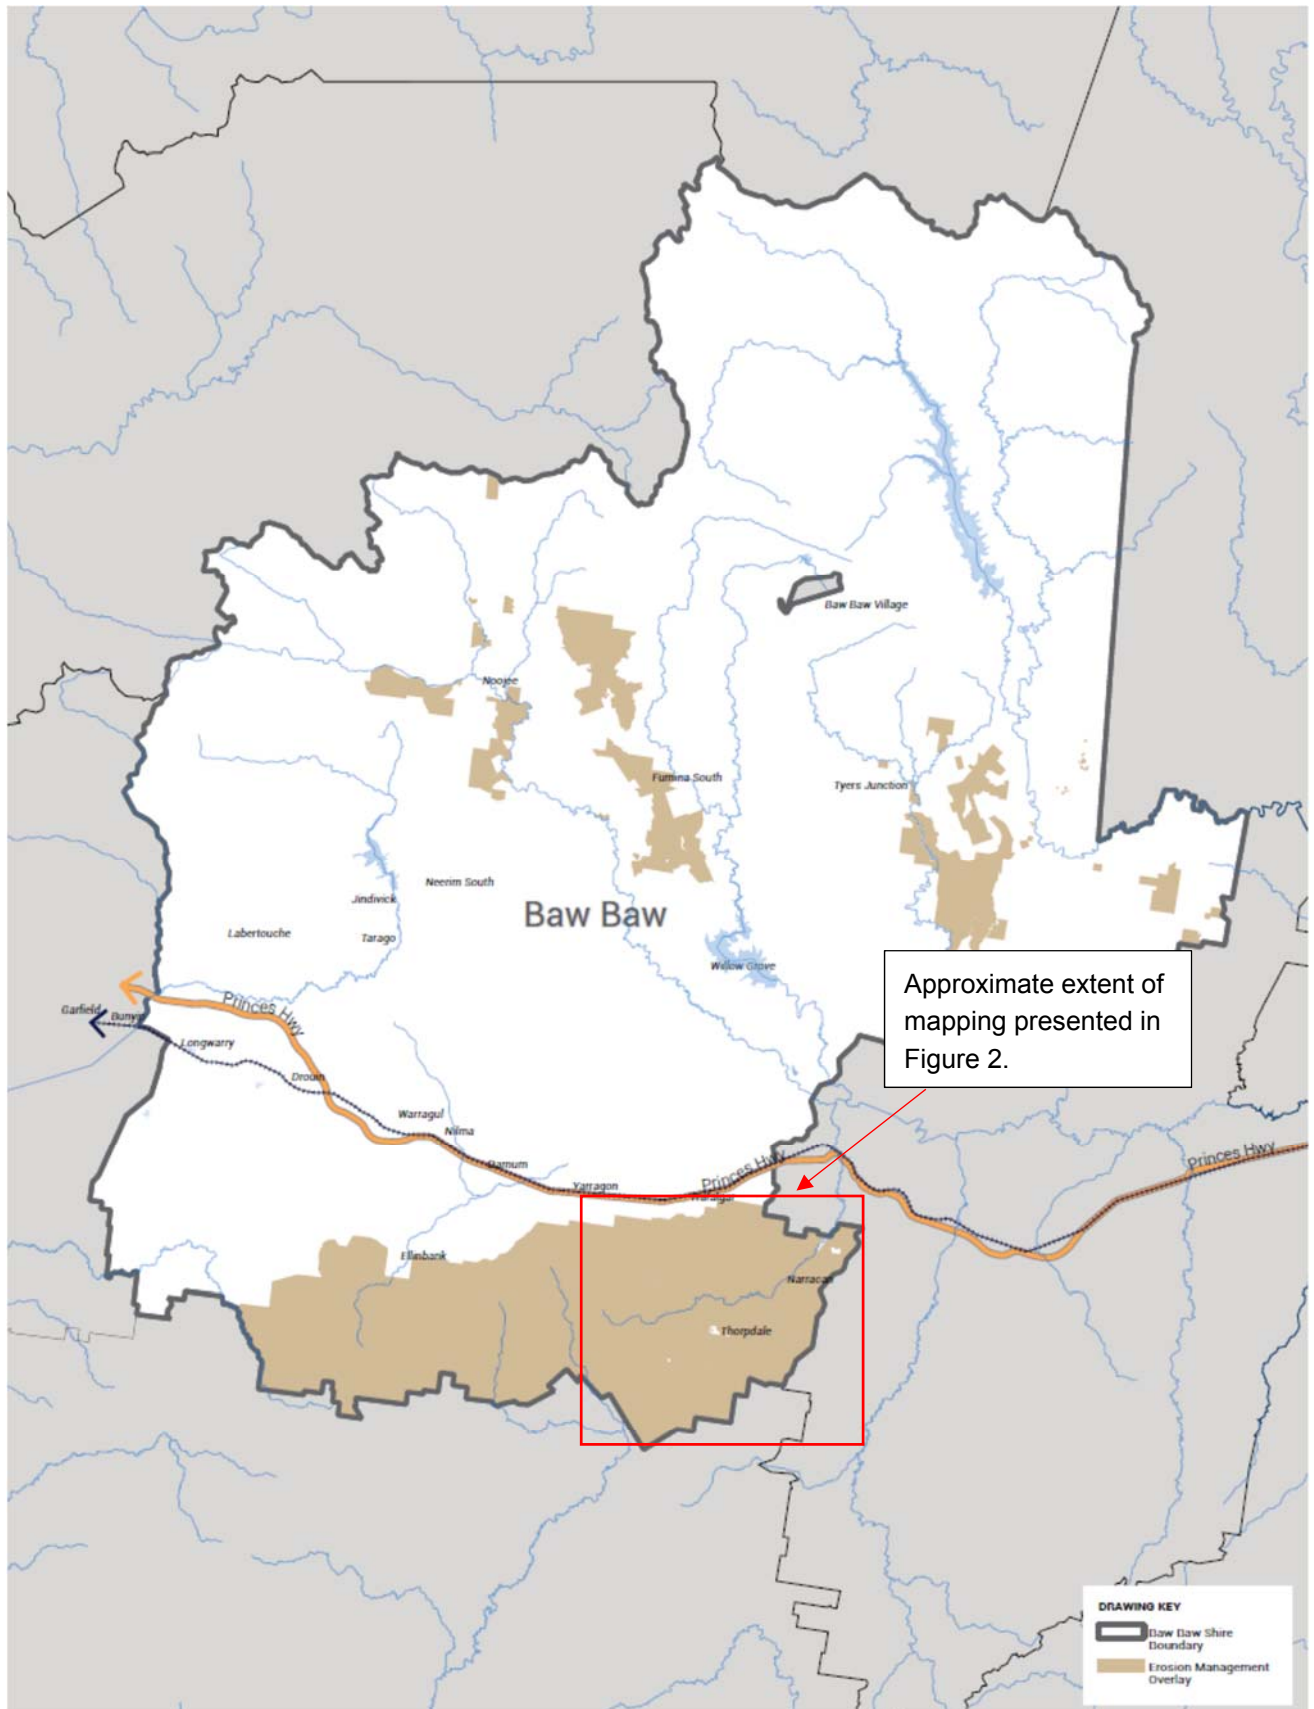 Baw Baw Village
Noojee
Fumina South
Tyers Junction
Neerim South
Jindivick
Baw Baw
Labertouche
Tarago
Willow Grove
Approximate extent of
mapping presented in
Figure 2.
Princes Hwy
Garfield
Bunyip
Longwarry
Drouin
Warragul
Nilma
Darnum
Princes Hwy
Princes Hwy
Yarragon
Ellinbank
Narracan
Thorpdale
DRAWING KEY
Baw Baw Shire
Boundary
Erosion Management
Overlay